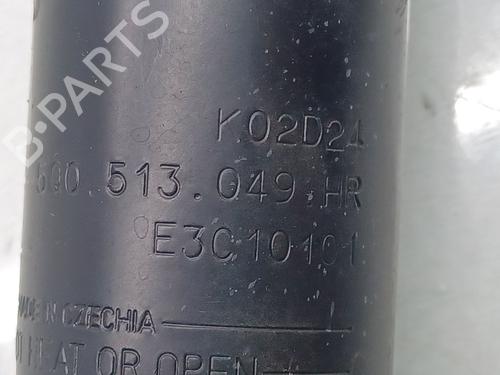 B-PARTS
K02D24
5Q0.513.049.HR
E3C10101
MADE IN CZECHIA
HEAT OR OPEN